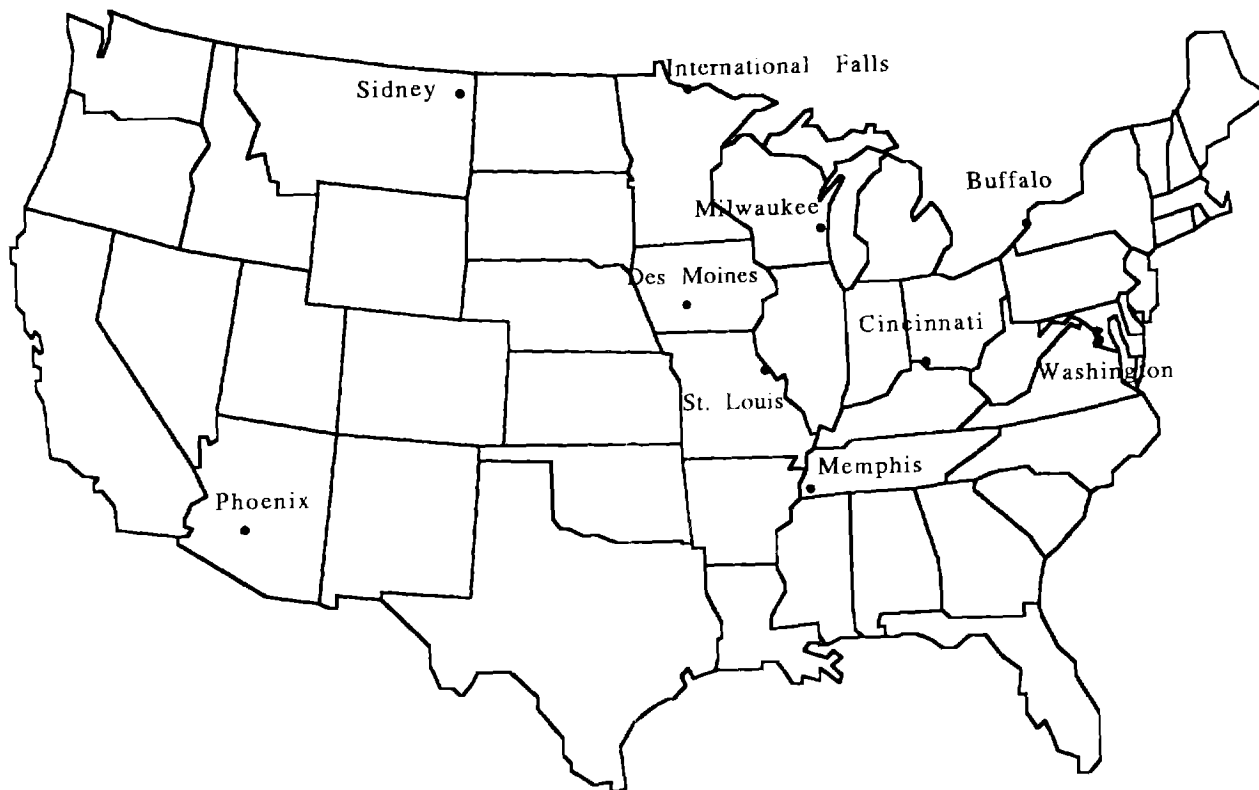 International Falls
Sidney
Buffalo
Milwaukee
Des Moines
Cincinnati
Washington
St. Louis
Memphis
Phoenix